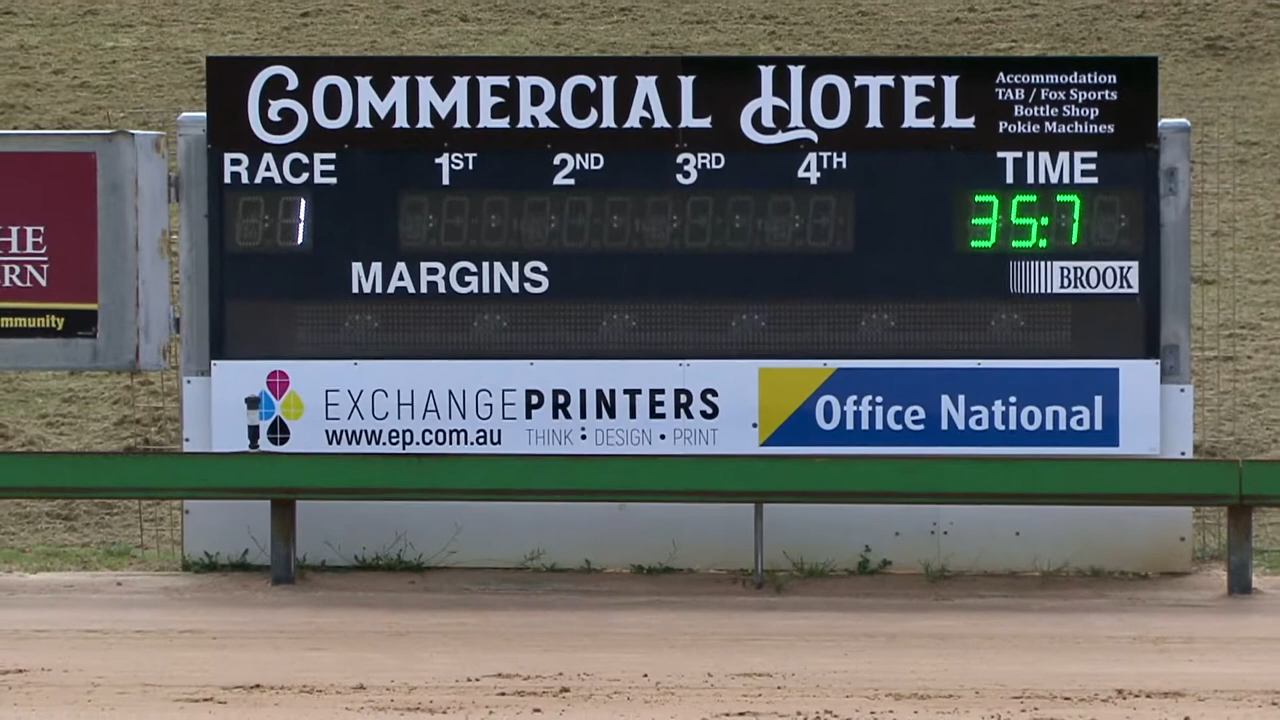 COMMERCIAL HOTEL
Accommodation
TAB / Fox Sports
Bottle Shop
Pokie Machines
RACE 1ST 2ND 3RD 4TH TIME
1 35:7
MARGINS
BROOK
HE
RN
mmunity
EXCHANGEPRINTERS
www.ep.com.au THINK • DESIGN • PRINT
Office National